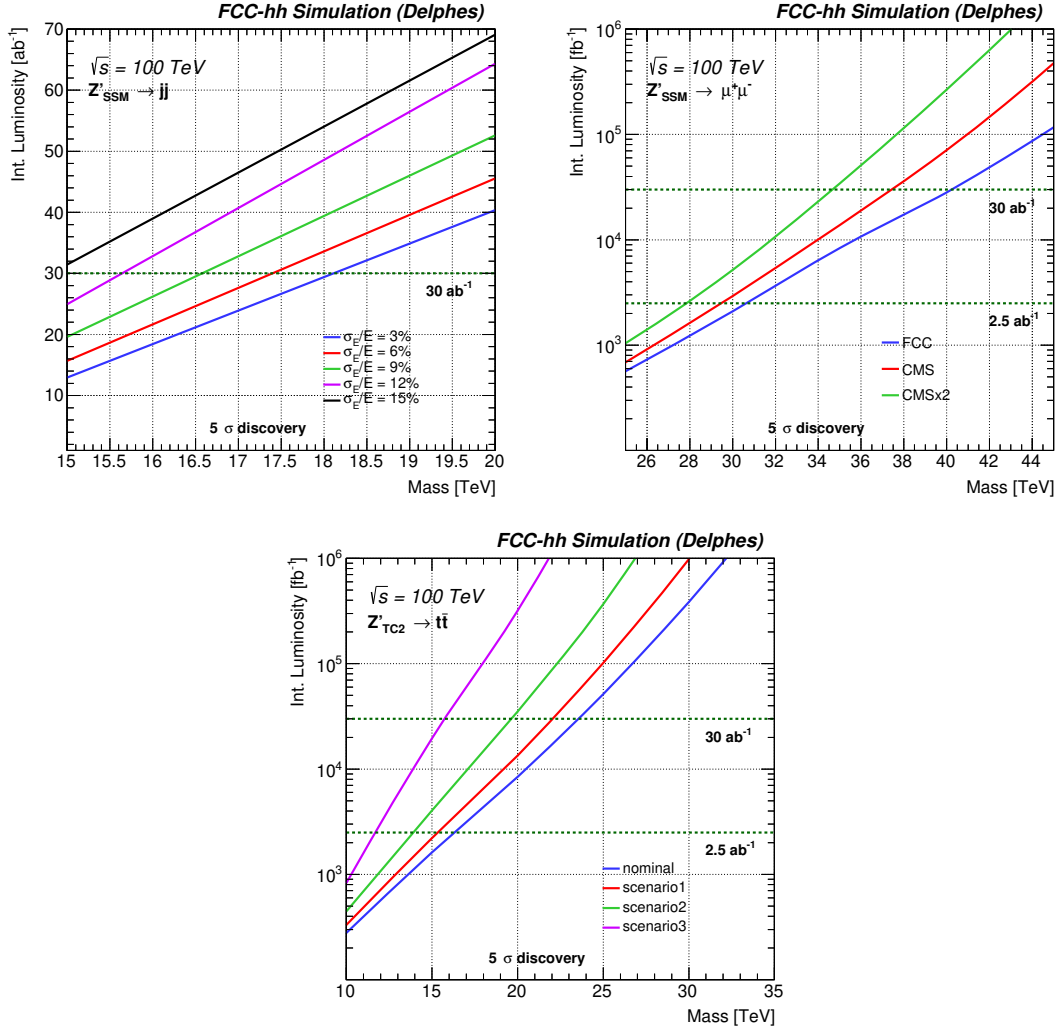 FCC-hh Simulation (Delphes)
Int. Luminosity [ab⁻¹]
70
60
50
40
30
20
10
√s = 100 TeV
Z'SSM → jj
30 ab⁻¹
σE/E = 3%
σE/E = 6%
σE/E = 9%
σE/E = 12%
σE/E = 15%
5 σ discovery
15 15.5 16 16.5 17 17.5 18 18.5 19 19.5 20
Mass [TeV]
FCC-hh Simulation (Delphes)
Int. Luminosity [fb⁻¹]
10⁶
10⁵
10⁴
10³
√s = 100 TeV
Z'SSM → μ⁺μ⁻
30 ab⁻¹
2.5 ab⁻¹
FCC
CMS
CMSx2
5 σ discovery
26 28 30 32 34 36 38 40 42 44
Mass [TeV]
FCC-hh Simulation (Delphes)
Int. Luminosity [fb⁻¹]
10⁶
10⁵
10⁴
10³
√s = 100 TeV
Z'TC2 → tt̄
30 ab⁻¹
2.5 ab⁻¹
nominal
scenario1
scenario2
scenario3
5 σ discovery
10 15 20 25 30 35
Mass [TeV]